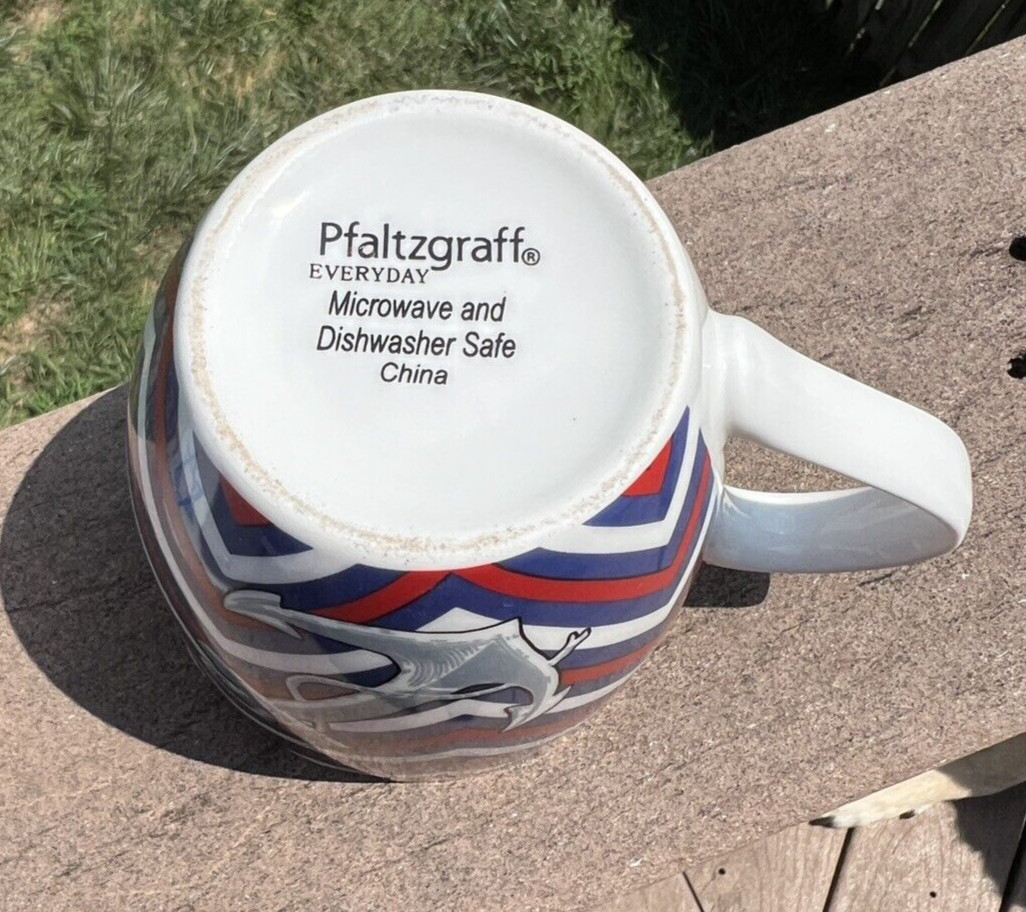 Pfaltzgraff®
EVERYDAY
Microwave and
Dishwasher Safe
China